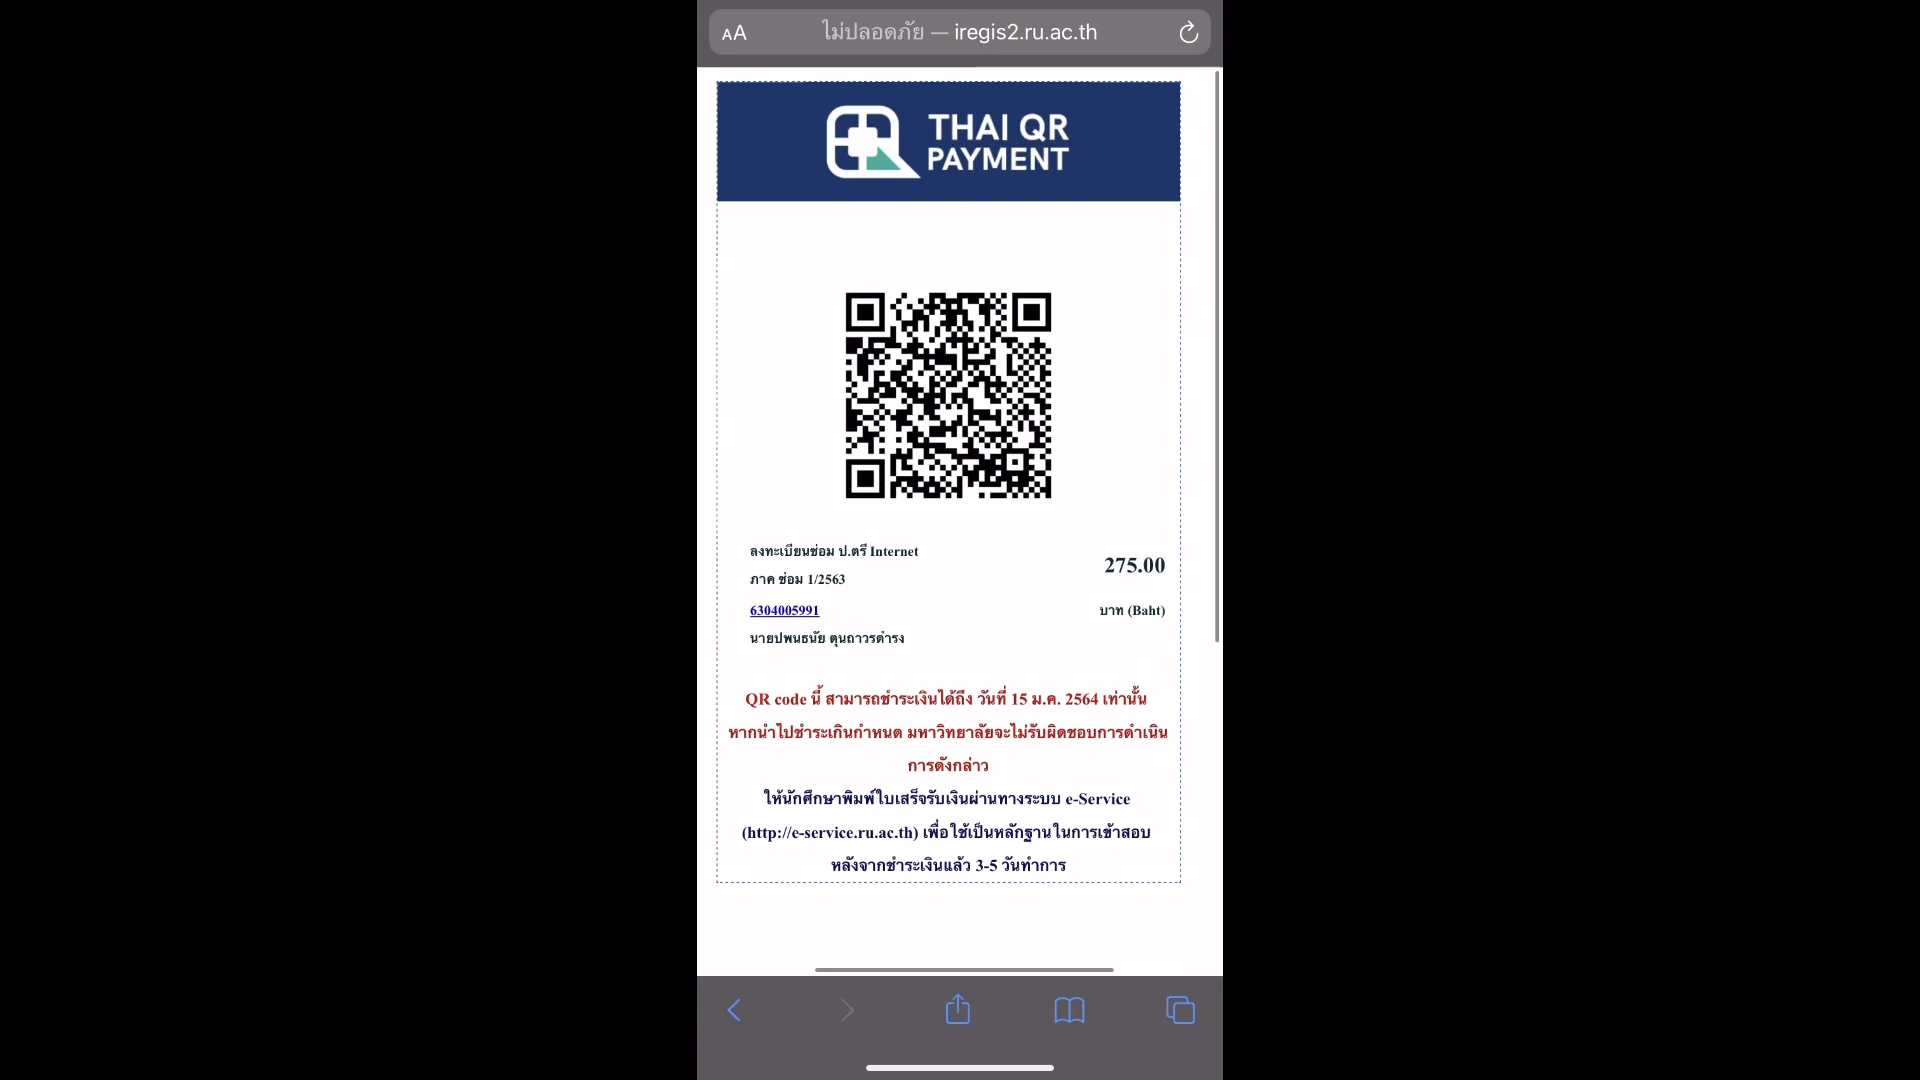 AA ไม่ปลอดภัย — iregis2.ru.ac.th
THAI QR
PAYMENT
ลงทะเบียนซ่อม ป.ตรี Internet
275.00
ภาค ซ่อม 1/2563
6304005991
บาท (Baht)
นายปพนธนัย ตุนถาวรดำรง
QR code นี้ สามารถชำระเงินได้ถึง วันที่ 15 ม.ค. 2564 เท่านั้น
หากนำไปชำระเกินกำหนด มหาวิทยาลัยจะไม่รับผิดชอบการดำเนิน
การดังกล่าว
ให้นักศึกษาพิมพ์ใบเสร็จรับเงินผ่านทางระบบ e-Service
(http://e-service.ru.ac.th) เพื่อใช้เป็นหลักฐานในการเข้าสอบ
หลังจากชำระเงินแล้ว 3-5 วันทำการ